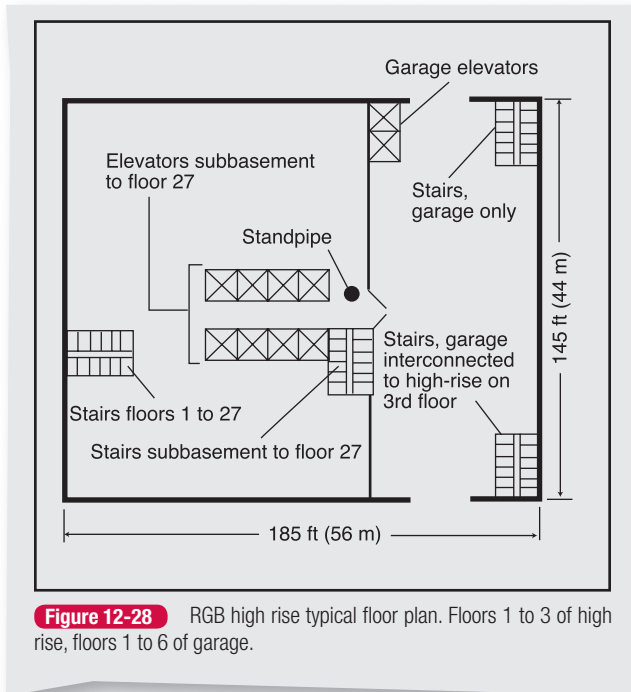 Garage elevators
Elevators subbasement
to floor 27
Stairs,
garage only
Standpipe
145 ft (44 m)
Stairs, garage
interconnected
to high-rise on
3rd floor
Stairs floors 1 to 27
Stairs subbasement to floor 27
185 ft (56 m)
Figure 12-28 RGB high rise typical floor plan. Floors 1 to 3 of high
rise, floors 1 to 6 of garage.